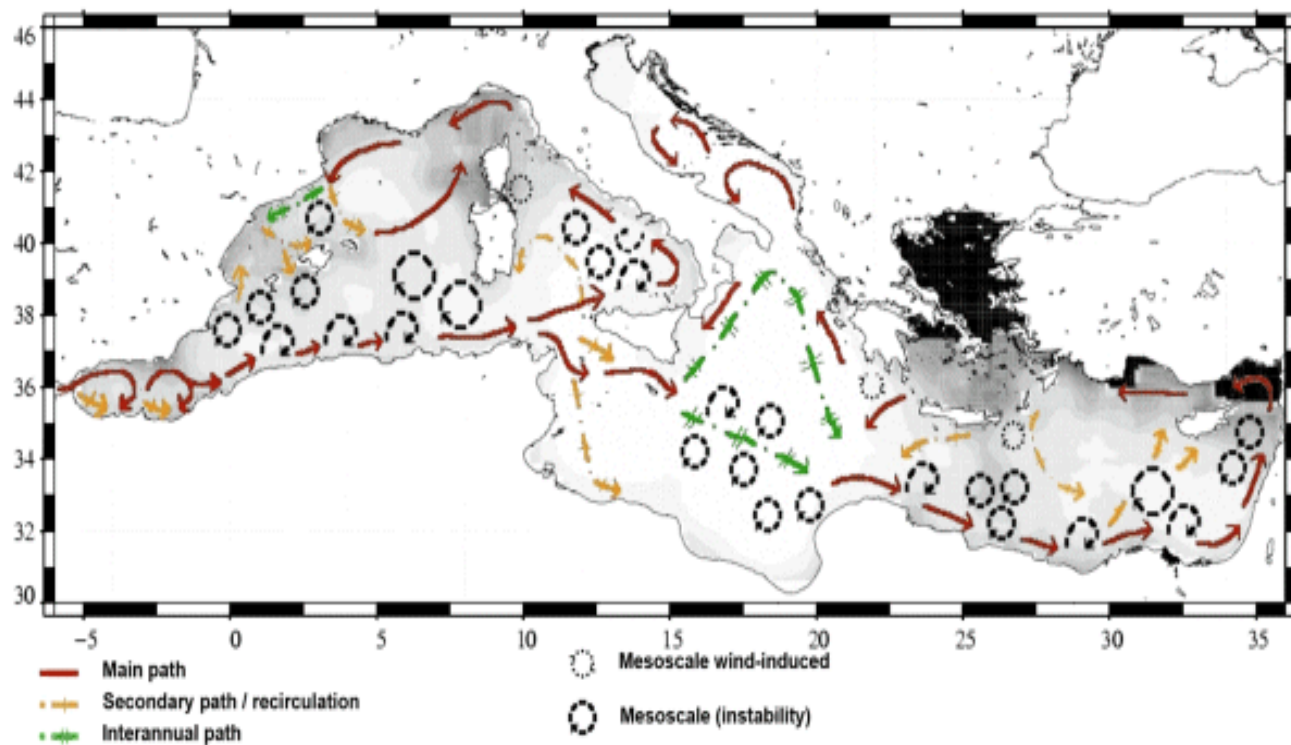 46
44
42
40
38
36
34
32
30
−5 0 5 10 15 20 25 30 35
Main path
Secondary path / recirculation
Interannual path
Mesoscale wind-induced
Mesoscale (instability)